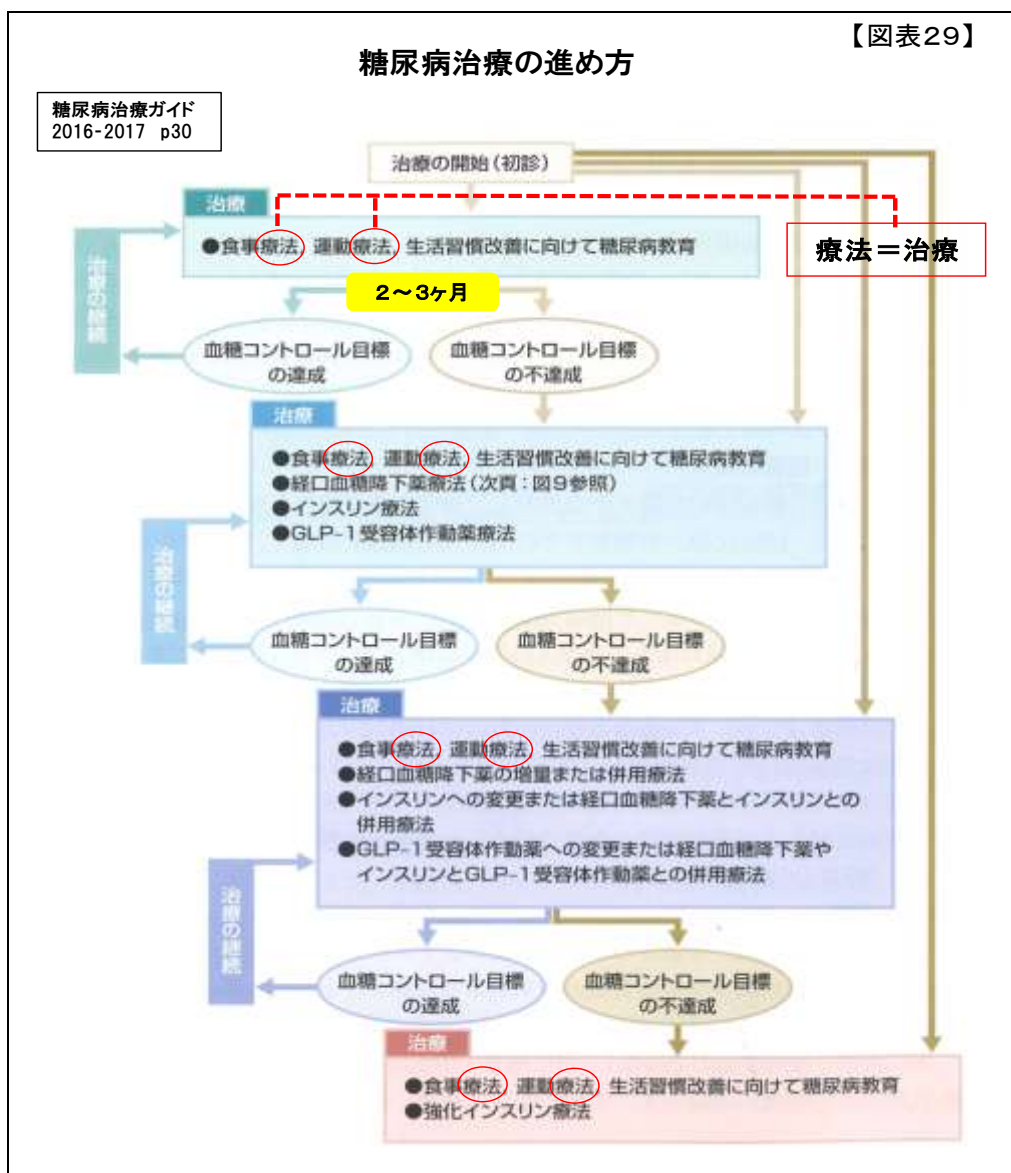 【図表29】
糖尿病治療の進め方
糖尿病治療ガイド
2016-2017 p30
治療の開始(初診)
治療
●食事療法, 運動療法, 生活習慣改善に向けて糖尿病教育
療法=治療
2~3ヶ月
治療の継続
血糖コントロール目標
の達成
血糖コントロール目標
の不達成
治療
●食事療法, 運動療法, 生活習慣改善に向けて糖尿病教育
●経口血糖降下薬療法(次頁:図9参照)
●インスリン療法
●GLP-1受容体作動薬療法
治療の継続
血糖コントロール目標
の達成
血糖コントロール目標
の不達成
治療
●食事療法, 運動療法, 生活習慣改善に向けて糖尿病教育
●経口血糖降下薬の増量または併用療法
●インスリンへの変更または経口血糖降下薬とインスリンとの
併用療法
●GLP-1受容体作動薬への変更または経口血糖降下薬や
インスリンとGLP-1受容体作動薬との併用療法
治療の継続
血糖コントロール目標
の達成
血糖コントロール目標
の不達成
治療
●食事療法, 運動療法, 生活習慣改善に向けて糖尿病教育
●強化インスリン療法